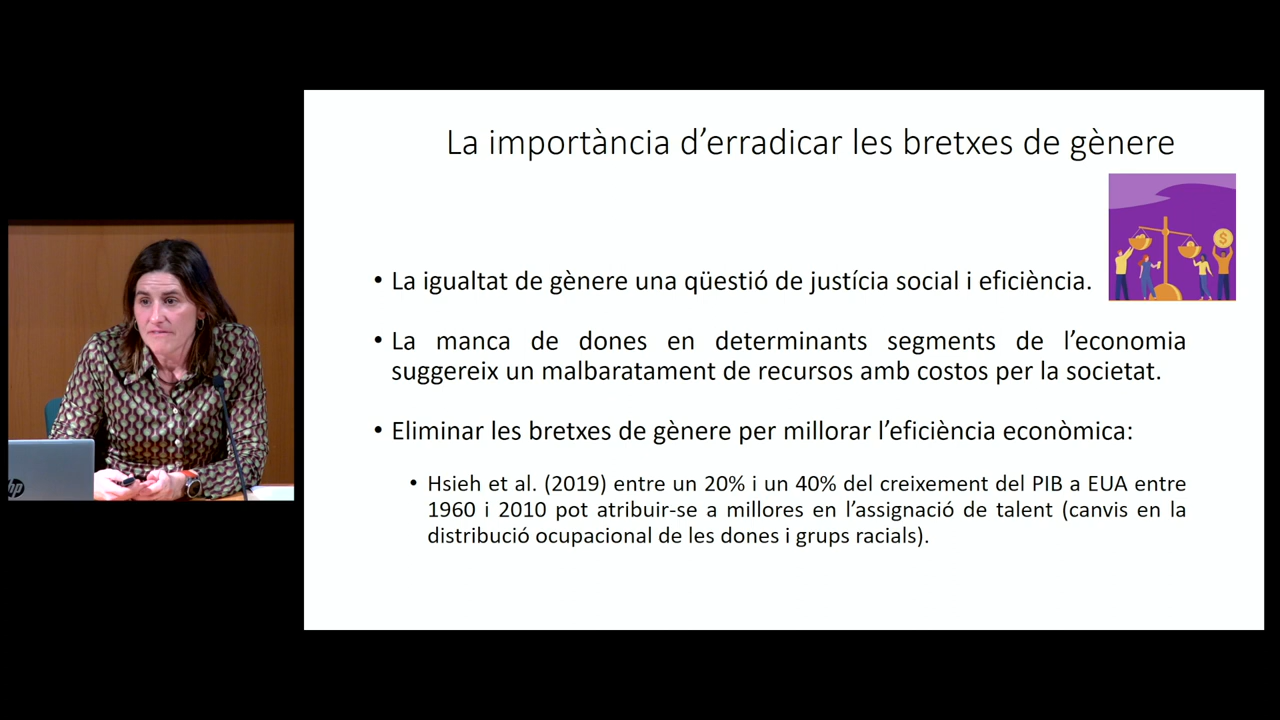 La importància d’erradicar les bretxes de gènere
• La igualtat de gènere una qüestió de justícia social i eficiència.
• La manca de dones en determinants segments de l’economia
suggereix un malbaratament de recursos amb costos per la societat.
• Eliminar les bretxes de gènere per millorar l’eficiència econòmica:
• Hsieh et al. (2019) entre un 20% i un 40% del creixement del PIB a EUA entre
1960 i 2010 pot atribuir-se a millores en l’assignació de talent (canvis en la
distribució ocupacional de les dones i grups racials).
$
hp